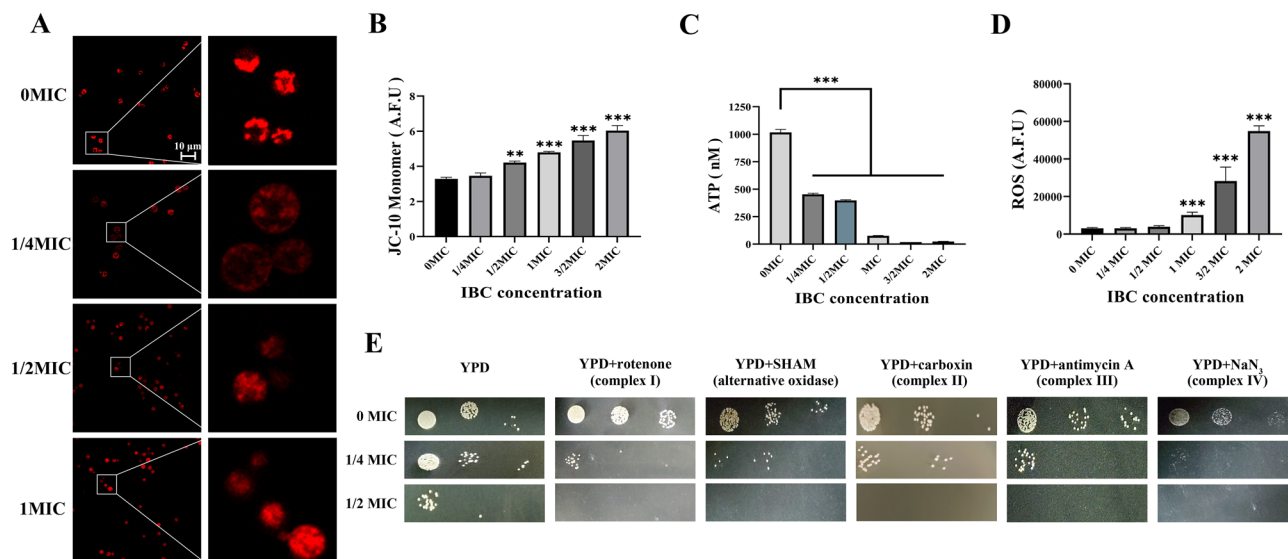 A
0MIC
10 μm
1/4MIC
1/2MIC
1MIC
B
JC-10 Monomer ( A.F.U )
8
6
4
2
0
**
***
***
***
0MIC
1/4MIC
1/2MIC
1MIC
3/2MIC
2MIC
IBC concentration
C
ATP ( nM )
1250
1000
750
500
250
0
***
0MIC
1/4MIC
1/2MIC
MIC
3/2MIC
2MIC
IBC concentration
D
ROS (A.F.U )
80000
60000
40000
20000
0
***
***
***
0 MIC
1/4 MIC
1/2 MIC
1 MIC
3/2 MIC
2 MIC
IBC concentration
E
YPD
YPD+rotenone
(complex I)
YPD+SHAM
(alternative oxidase)
YPD+carboxin
(complex II)
YPD+antimycin A
(complex III)
YPD+NaN3
(complex IV)
0 MIC
1/4 MIC
1/2 MIC